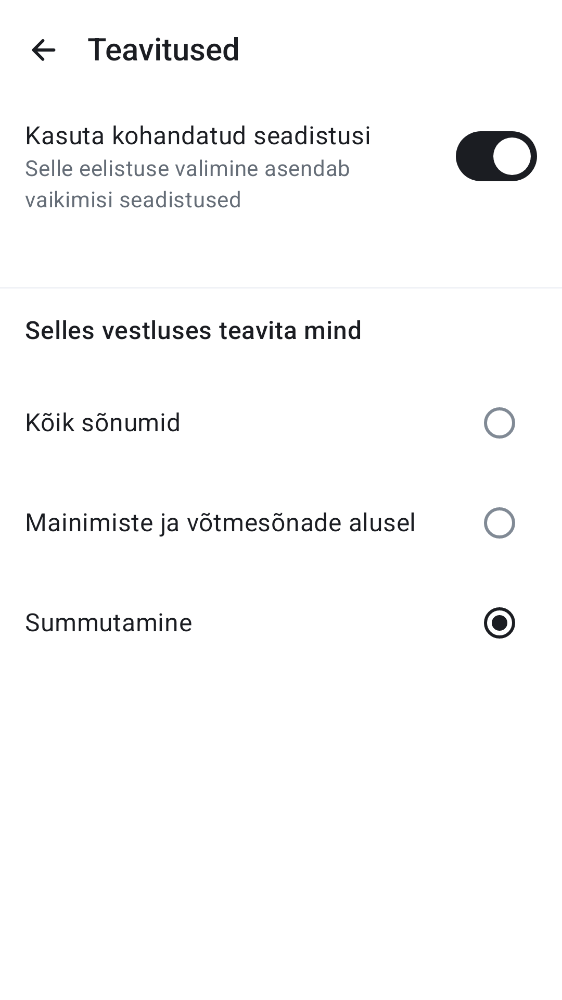 Teavitused
Kasuta kohandatud seadistusi
Selle eelistuse valimine asendab
vaikimisi seadistused
Selles vestluses teavita mind
Kõik sõnumid
Mainimiste ja võtmesõnade alusel
Summutamine